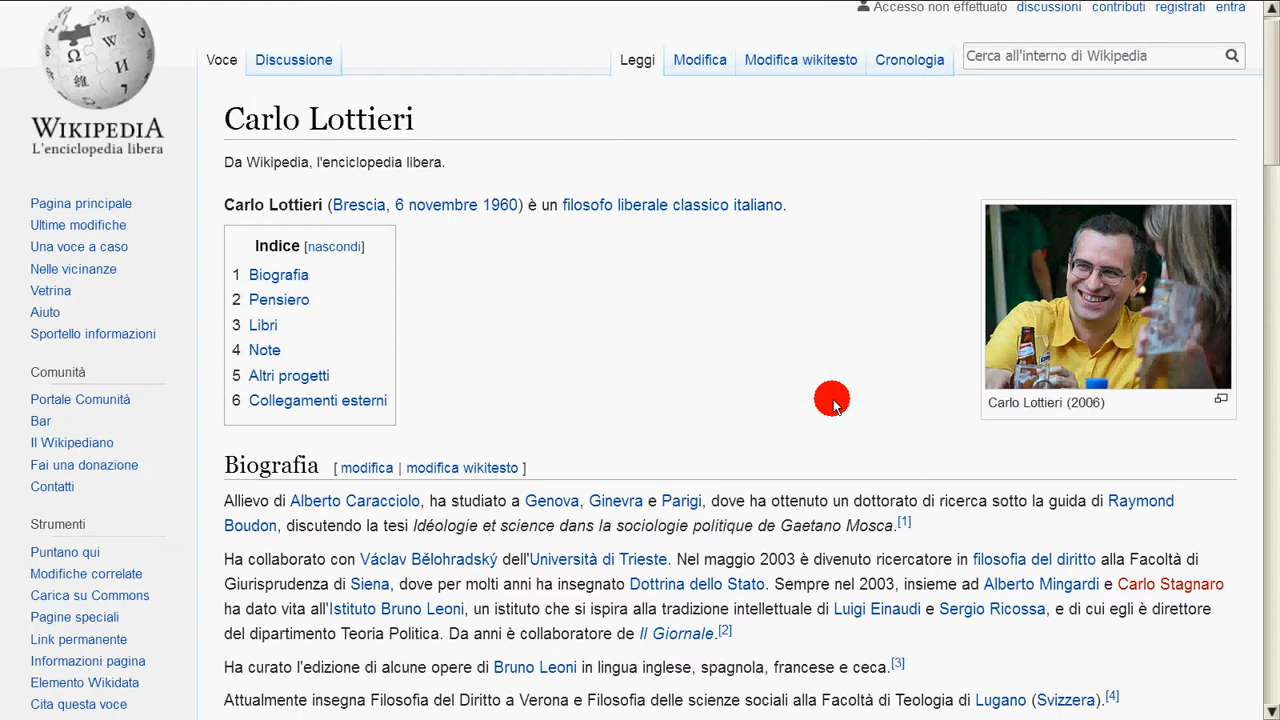 Accesso non effettuato discussioni contributi registrati entra
WIKIPEDIA
L'enciclopedia libera
Voce Discussione Leggi Modifica Modifica wikitesto Cronologia Cerca all'interno di Wikipedia
Pagina principale
Ultime modifiche
Una voce a caso
Nelle vicinanze
Vetrina
Aiuto
Sportello informazioni
Comunità
Portale Comunità
Bar
Il Wikipediano
Fai una donazione
Contatti
Strumenti
Puntano qui
Modifiche correlate
Carica su Commons
Pagine speciali
Link permanente
Informazioni pagina
Elemento Wikidata
Cita questa voce
Carlo Lottieri
Da Wikipedia, l'enciclopedia libera.
Carlo Lottieri (Brescia, 6 novembre 1960) è un filosofo liberale classico italiano.
Indice [nascondi]
1 Biografia
2 Pensiero
3 Libri
4 Note
5 Altri progetti
6 Collegamenti esterni
Carlo Lottieri (2006)
Biografia [ modifica | modifica wikitesto ]
Allievo di Alberto Caracciolo, ha studiato a Genova, Ginevra e Parigi, dove ha ottenuto un dottorato di ricerca sotto la guida di Raymond
Boudon, discutendo la tesi Idéologie et science dans la sociologie politique de Gaetano Mosca.[1]
Ha collaborato con Václav Bělohradský dell'Università di Trieste. Nel maggio 2003 è divenuto ricercatore in filosofia del diritto alla Facoltà di
Giurisprudenza di Siena, dove per molti anni ha insegnato Dottrina dello Stato. Sempre nel 2003, insieme ad Alberto Mingardi e Carlo Stagnaro
ha dato vita all'Istituto Bruno Leoni, un istituto che si ispira alla tradizione intellettuale di Luigi Einaudi e Sergio Ricossa, e di cui egli è direttore
del dipartimento Teoria Politica. Da anni è collaboratore de Il Giornale.[2]
Ha curato l'edizione di alcune opere di Bruno Leoni in lingua inglese, spagnola, francese e ceca.[3]
Attualmente insegna Filosofia del Diritto a Verona e Filosofia delle scienze sociali alla Facoltà di Teologia di Lugano (Svizzera).[4]